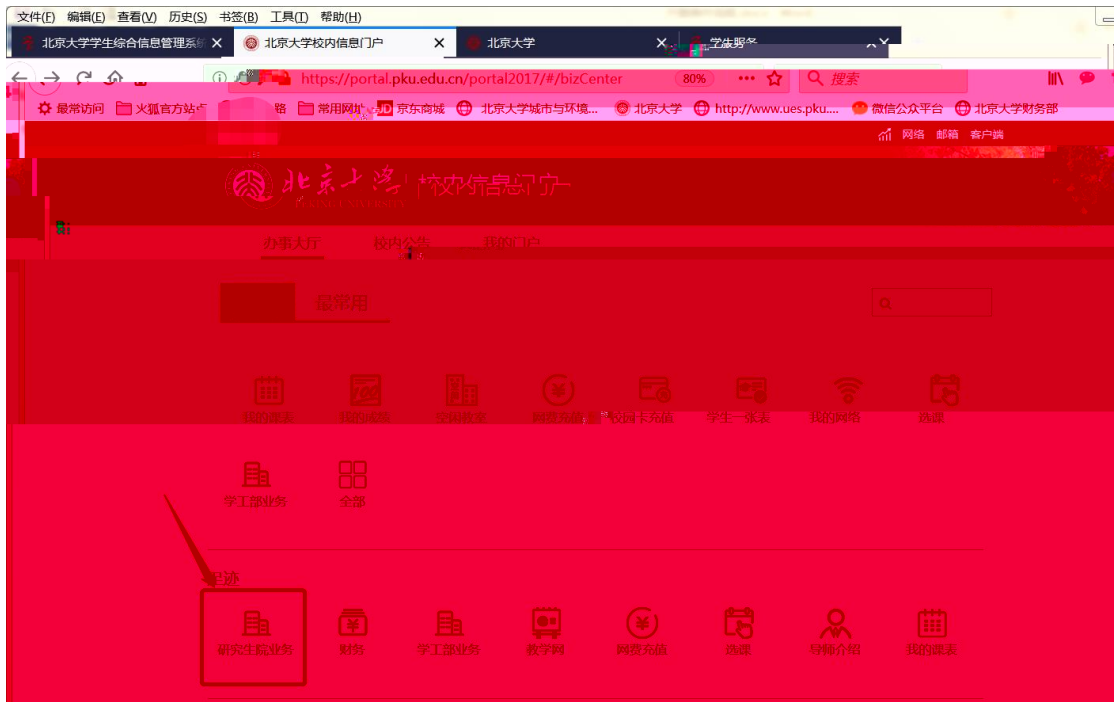 文件(F) 编辑(E) 查看(V) 历史(S) 书签(B) 工具(T) 帮助(H)
北京大学学生综合信息管理系统 北京大学校内信息门户 北京大学
https://portal.pku.edu.cn/portal2017/#/bizCenter 80% 搜索
最常访问 火狐官方站点 常用网址 JD 京东商城 北京大学城市与环境... 北京大学 http://www.ues.pku.... 微信公众平台 北京大学财务部
网络 邮箱 客户端
北京大学 校内信息门户
PEKING UNIVERSITY
办事大厅 校内公告 我的门户
最常用
我的课表 我的成绩 空闲教室 网费充值 校园卡充值 学生一张表 我的网络 选课
学工部业务 全部
足迹
研究生院业务 财务 学工部业务 教学网 网费充值 选课 导师介绍 我的课表